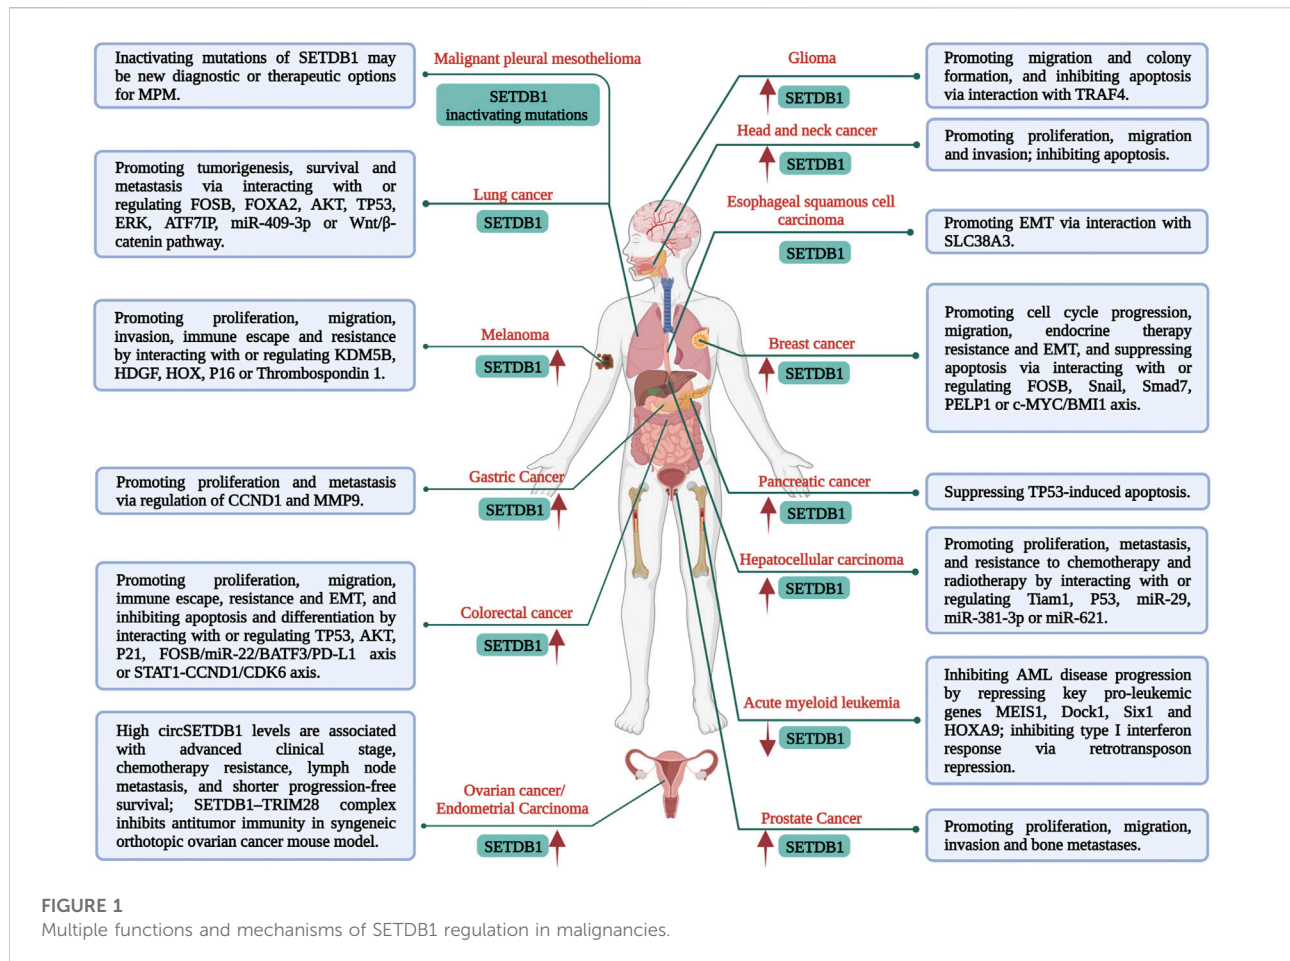 Inactivating mutations of SETDB1 may
be new diagnostic or therapeutic options
for MPM.
Malignant pleural mesothelioma
SETDB1
inactivating mutations
Promoting tumorigenesis, survival and
metastasis via interacting with or
regulating FOSB, FOXA2, AKT, TP53,
ERK, ATF7IP, miR-409-3p or Wnt/β-
catenin pathway.
Lung cancer
SETDB1
Promoting proliferation, migration,
invasion, immune escape and resistance
by interacting with or regulating KDM5B,
HDGF, HOX, P16 or Thrombospondin 1.
Melanoma
SETDB1
Promoting proliferation and metastasis
via regulation of CCND1 and MMP9.
Gastric Cancer
SETDB1
Promoting proliferation, migration,
immune escape, resistance and EMT, and
inhibiting apoptosis and differentiation by
interacting with or regulating TP53, AKT,
P21, FOSB/miR-22/BATF3/PD-L1 axis
or STAT1-CCND1/CDK6 axis.
Colorectal cancer
SETDB1
High circSETDB1 levels are associated
with advanced clinical stage,
chemotherapy resistance, lymph node
metastasis, and shorter progression-free
survival; SETDB1–TRIM28 complex
inhibits antitumor immunity in syngeneic
orthotopic ovarian cancer mouse model.
Ovarian cancer/
Endometrial Carcinoma
SETDB1
Glioma
SETDB1
Promoting migration and colony
formation, and inhibiting apoptosis
via interaction with TRAF4.
Head and neck cancer
SETDB1
Promoting proliferation, migration
and invasion; inhibiting apoptosis.
Esophageal squamous cell
carcinoma
SETDB1
Promoting EMT via interaction with
SLC38A3.
Breast cancer
SETDB1
Promoting cell cycle progression,
migration, endocrine therapy
resistance and EMT, and suppressing
apoptosis via interacting with or
regulating FOSB, Snail, Smad7,
PELP1 or c-MYC/BMI1 axis.
Pancreatic cancer
SETDB1
Suppressing TP53-induced apoptosis.
Hepatocellular carcinoma
SETDB1
Promoting proliferation, metastasis,
and resistance to chemotherapy and
radiotherapy by interacting with or
regulating Tiam1, P53, miR-29,
miR-381-3p or miR-621.
Acute myeloid leukemia
SETDB1
Inhibiting AML disease progression
by repressing key pro-leukemic
genes MEIS1, Dock1, Six1 and
HOXA9; inhibiting type I interferon
response via retrotransposon
repression.
Prostate Cancer
SETDB1
Promoting proliferation, migration,
invasion and bone metastases.
FIGURE 1
Multiple functions and mechanisms of SETDB1 regulation in malignancies.